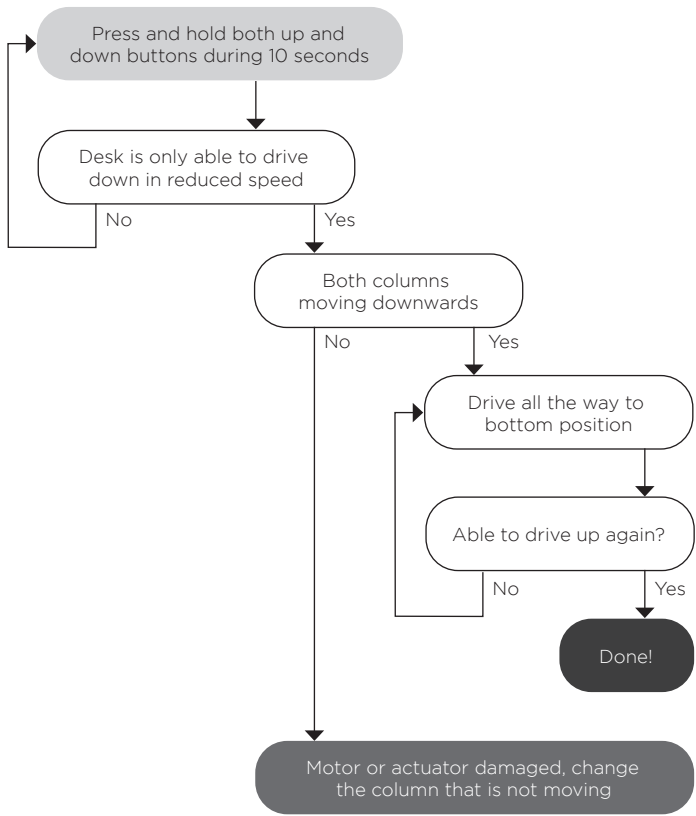 Press and hold both up and
down buttons during 10 seconds
Desk is only able to drive
down in reduced speed
No
Yes
Both columns
moving downwards
No
Yes
Drive all the way to
bottom position
Able to drive up again?
No
Yes
Done!
Motor or actuator damaged, change
the column that is not moving